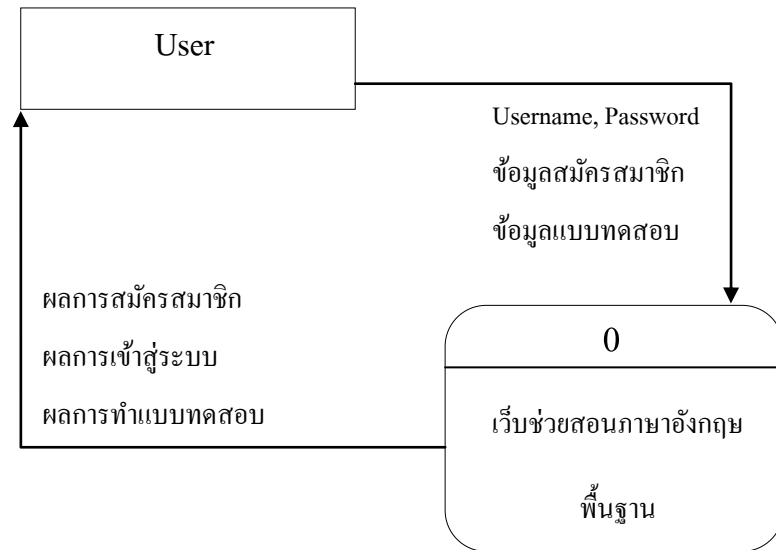 User
Username, Password
ข้อมูลสมัครสมาชิก
ข้อมูลแบบทดสอบ
ผลการสมัครสมาชิก
ผลการเข้าสู่ระบบ
ผลการทำแบบทดสอบ
0
เว็บช่วยสอนภาษาอังกฤษ
พื้นฐาน